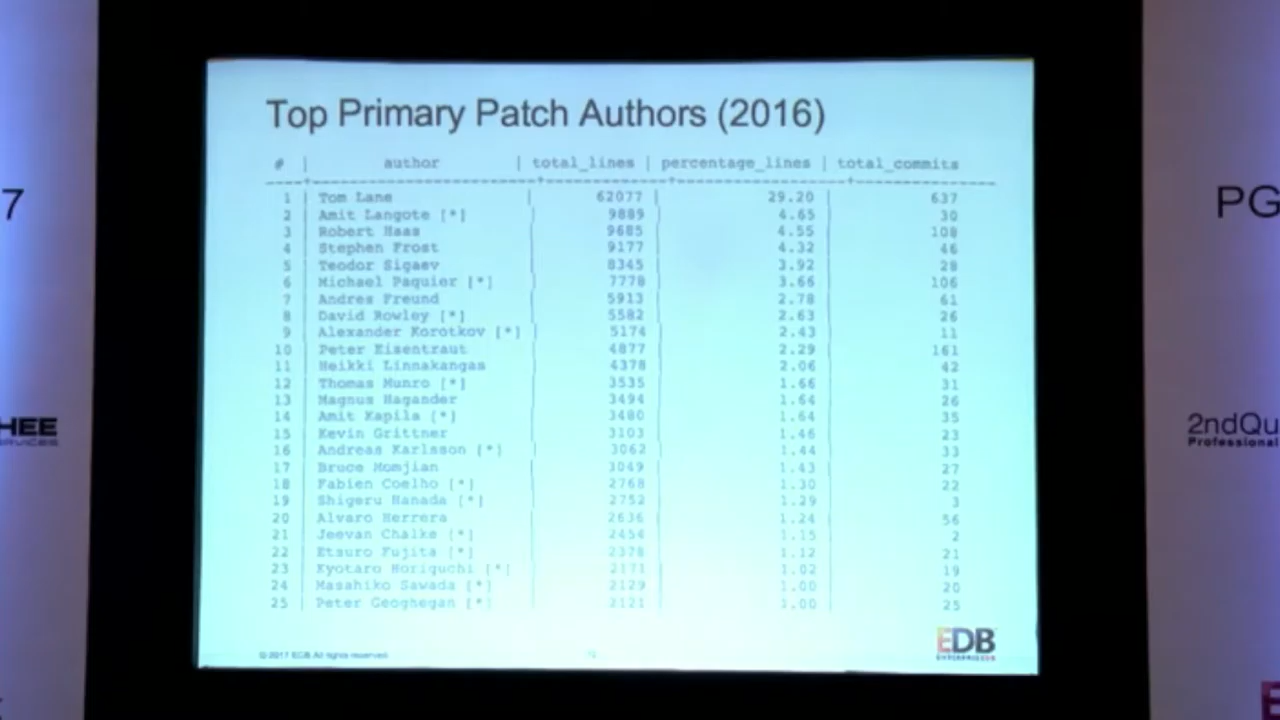 Top Primary Patch Authors (2016)
# | author | total_lines | percentage_lines | total_commits
1 | Tom Lane | 62077 | 29.20 | 637
2 | Amit Langote [*] | 9889 | 4.65 | 30
3 | Robert Haas | 9685 | 4.55 | 108
4 | Stephen Frost | 9177 | 4.32 | 46
5 | Teodor Sigaev | 8345 | 3.92 | 28
6 | Michael Paquier [*] | 7778 | 3.66 | 106
7 | Andres Freund | 5913 | 2.78 | 61
8 | David Rowley [*] | 5582 | 2.63 | 26
9 | Alexander Korotkov [*] | 5174 | 2.43 | 11
10 | Peter Eisentraut | 4877 | 2.29 | 161
11 | Heikki Linnakangas | 4378 | 2.06 | 42
12 | Thomas Munro [*] | 3535 | 1.66 | 31
13 | Magnus Hagander | 3494 | 1.64 | 26
14 | Amit Kapila [*] | 3480 | 1.64 | 35
15 | Kevin Grittner | 3103 | 1.46 | 23
16 | Andreas Karlsson [*] | 3062 | 1.44 | 33
17 | Bruce Momjian | 3049 | 1.43 | 27
18 | Fabien Coelho [*] | 2768 | 1.30 | 22
19 | Shigeru Hanada [*] | 2752 | 1.29 | 3
20 | Alvaro Herrera | 2636 | 1.24 | 56
21 | Jeevan Chalke [*] | 2454 | 1.15 | 2
22 | Etsuro Fujita [*] | 2378 | 1.12 | 21
23 | Kyotaro Horiguchi [*] | 2171 | 1.02 | 19
24 | Masahiko Sawada [*] | 2129 | 1.00 | 20
25 | Peter Geoghegan [*] | 2121 | 1.00 | 25
© 2017 EDB All rights reserved.
EDB
ENTERPRISEDB
7
HEE
SERVICES
PG
2ndQu
Professional